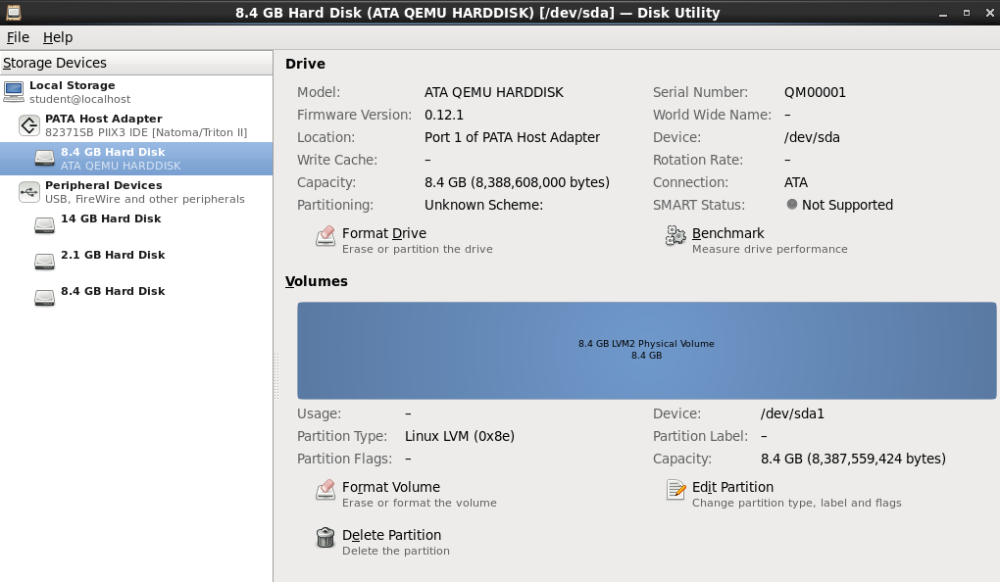 8.4 GB Hard Disk (ATA QEMU HARDDISK) [/dev/sda] — Disk Utility
File Help
Storage Devices
Local Storage
student@localhost
PATA Host Adapter
82371SB PIIX3 IDE [Natoma/Triton II]
8.4 GB Hard Disk
ATA QEMU HARDDISK
Peripheral Devices
USB, FireWire and other peripherals
14 GB Hard Disk
2.1 GB Hard Disk
8.4 GB Hard Disk
Drive
Model: ATA QEMU HARDDISK Serial Number: QM00001
Firmware Version: 0.12.1 World Wide Name: –
Location: Port 1 of PATA Host Adapter Device: /dev/sda
Write Cache: – Rotation Rate: –
Capacity: 8.4 GB (8,388,608,000 bytes) Connection: ATA
Partitioning: Unknown Scheme: SMART Status: Not Supported
Format Drive Benchmark
Erase or partition the drive Measure drive performance
Volumes
8.4 GB LVM2 Physical Volume
8.4 GB
Usage: – Device: /dev/sda1
Partition Type: Linux LVM (0x8e) Partition Label: –
Partition Flags: – Capacity: 8.4 GB (8,387,559,424 bytes)
Format Volume Edit Partition
Erase or format the volume Change partition type, label and flags
Delete Partition
Delete the partition